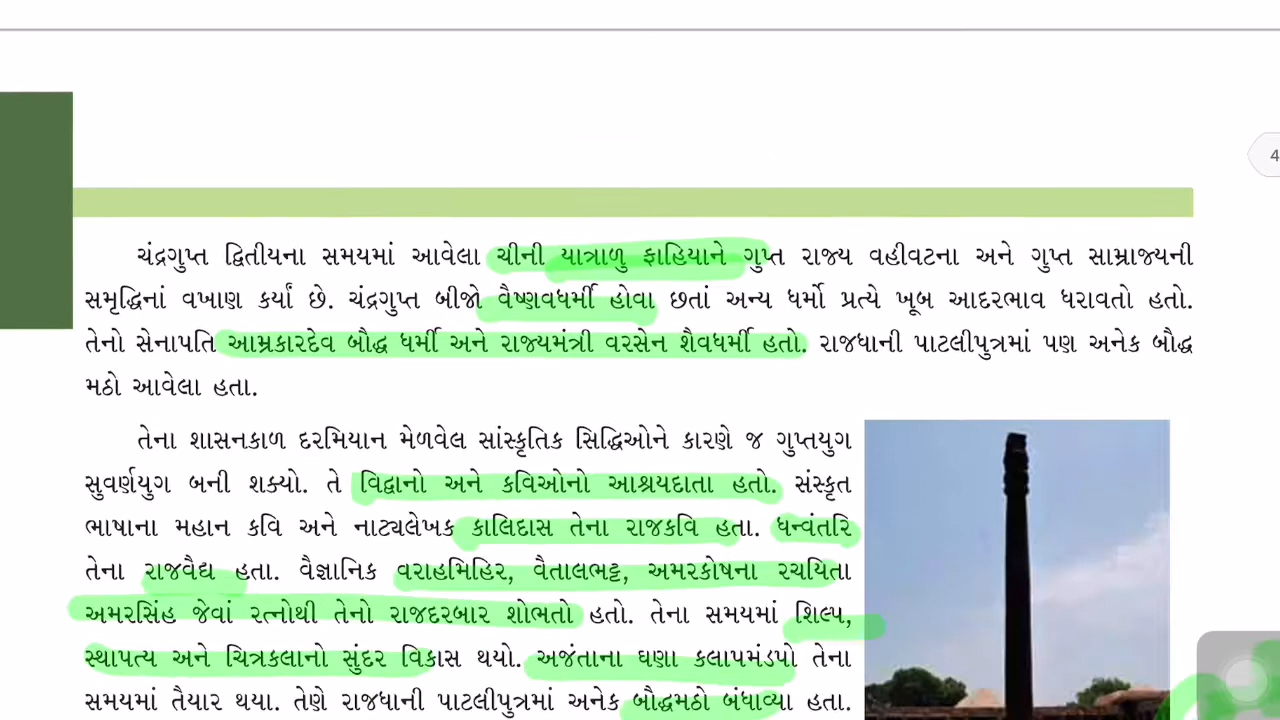 4
ચંદ્રગુપ્ત દ્વિતીયના સમયમાં આવેલા ચીની યાત્રાળુ ફાહિયાને ગુપ્ત રાજ્ય વહીવટના અને ગુપ્ત સામ્રાજ્યની
સમૃદ્ધિનાં વખાણ કર્યાં છે. ચંદ્રગુપ્ત બીજો વૈષ્ણવધર્મી હોવા છતાં અન્ય ધર્મો પ્રત્યે ખૂબ આદરભાવ ધરાવતો હતો.
તેનો સેનાપતિ આમ્રકારદેવ બૌદ્ધ ધર્મી અને રાજ્યમંત્રી વરસેન શૈવધર્મી હતો. રાજધાની પાટલીપુત્રમાં પણ અનેક બૌદ્ધ
મઠો આવેલા હતા.
તેના શાસનકાળ દરમિયાન મેળવેલ સાંસ્કૃતિક સિદ્ધિઓને કારણે જ ગુપ્તયુગ
સુવર્ણયુગ બની શક્યો. તે વિદ્વાનો અને કવિઓનો આશ્રયદાતા હતો. સંસ્કૃત
ભાષાના મહાન કવિ અને નાટ્યલેખક કાલિદાસ તેના રાજકવિ હતા. ધન્વંતરિ
તેના રાજવૈદ્ય હતા. વૈજ્ઞાનિક વરાહમિહિર, વૈતાલભટ્ટ, અમરકોષના રચયિતા
અમરસિંહ જેવાં રત્નોથી તેનો રાજદરબાર શોભતો હતો. તેના સમયમાં શિલ્પ,
સ્થાપત્ય અને ચિત્રકલાનો સુંદર વિકાસ થયો. અજંતાના ઘણા કલામંડપો તેના
સમયમાં તૈયાર થયા. તેણે રાજધાની પાટલીપુત્રમાં અનેક બૌદ્ધમઠો બંધાવ્યા હતા.